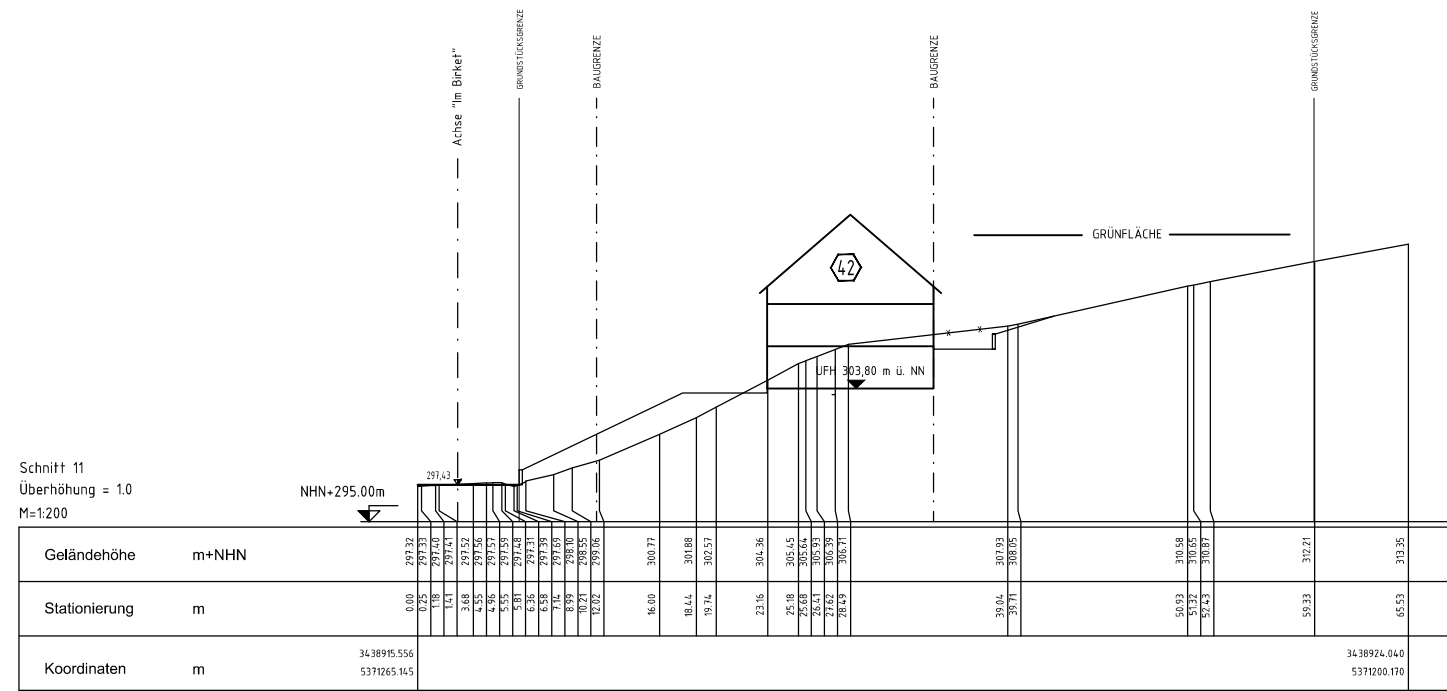 Achse "Im Birket"
GRUNDSTÜCKSGRENZE
BAUGRENZE
BAUGRENZE
GRUNDSTÜCKSGRENZE
GRÜNFLÄCHE
42
UFH 303,80 m ü. NN
Schnitt 11
Überhöhung = 1.0
M=1:200
297,43
NHN+295.00m
Geländehöhe m+NHN 297.32 297.33 297.40 297.41 297.52 297.56 297.57 297.59 297.48 297.31 297.39 297.69 298.10 298.55 299.06 300.77 301.88 302.57 304.36 305.45 305.64 305.93 306.39 306.71 307.93 308.05 310.58 310.65 310.87 312.21 313.35
Stationierung m 0.00 0.25 1.18 1.41 3.68 4.55 4.96 5.55 5.81 6.36 6.58 7.14 8.99 10.21 12.02 16.00 18.44 19.74 23.16 25.18 25.68 26.41 27.62 28.49 39.04 39.71 50.93 51.32 52.43 59.33 65.53
Koordinaten m
3438915.556
5371265.145
3438924.040
5371200.170